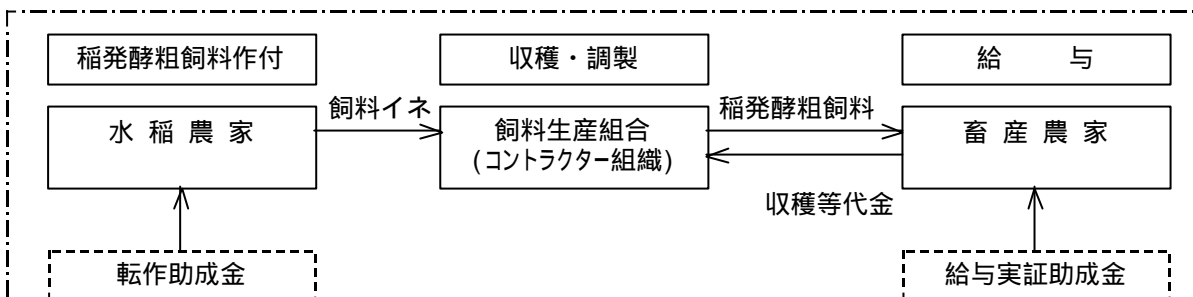 稲発酵粗飼料作付
収穫・調製
給 与
水 稲 農 家
飼料イネ
飼料生産組合
(コントラクター組織)
稲発酵粗飼料
畜 産 農 家
収穫等代金
転作助成金
給与実証助成金